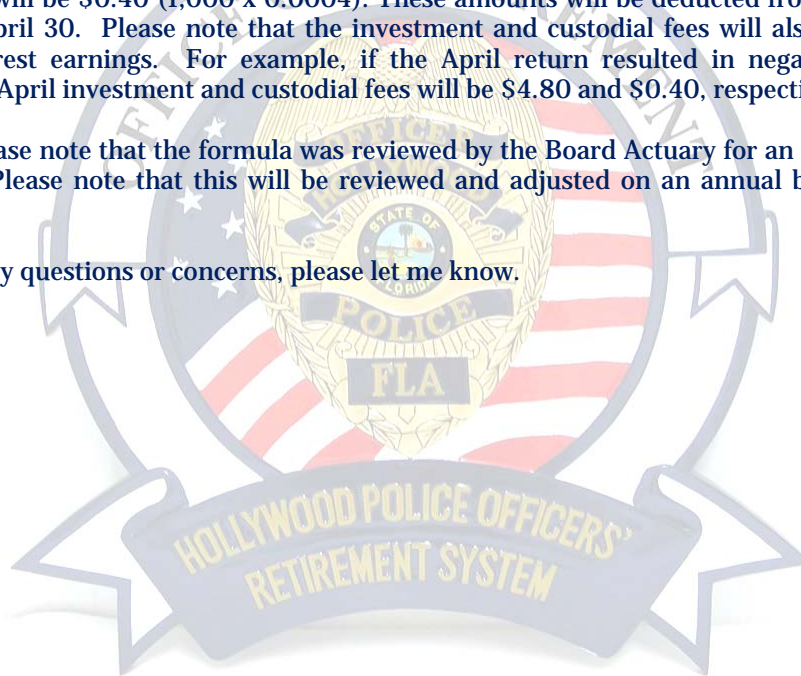 will be $0.40 (1,000 x 0.0004). These amounts will be deducted fro
pril 30. Please note that the investment and custodial fees will als
rest earnings. For example, if the April return resulted in nega
April investment and custodial fees will be $4.80 and $0.40, respecti
ase note that the formula was reviewed by the Board Actuary for an
Please note that this will be reviewed and adjusted on an annual b
y questions or concerns, please let me know.
OFFICER
HOLLYWOOD
STATE OF
FLORIDA
POLICE
FLA
HOLLYWOOD POLICE OFFICERS'
RETIREMENT SYSTEM